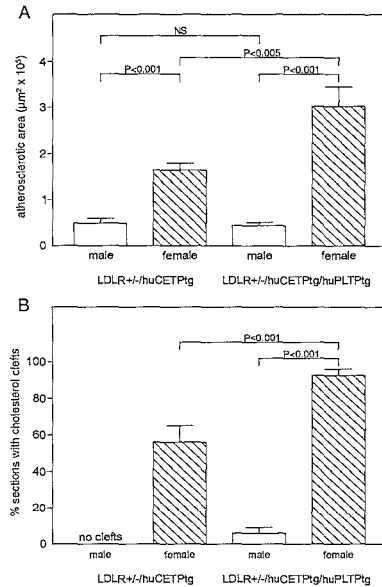 A
NS
P<0.005
P<0.001
P<0.001
atherosclerotic area (µm² x 10⁵)
4
3
2
1
0
male
female
male
female
LDLR+/-/huCETPtg
LDLR+/-/huCETPtg/huPLTPtg
B
P<0.001
P<0.001
% sections with cholesterol clefts
100
80
60
40
20
0
no clefts
male
female
male
female
LDLR+/-/huCETPtg
LDLR+/-/huCETPtg/huPLTPtg